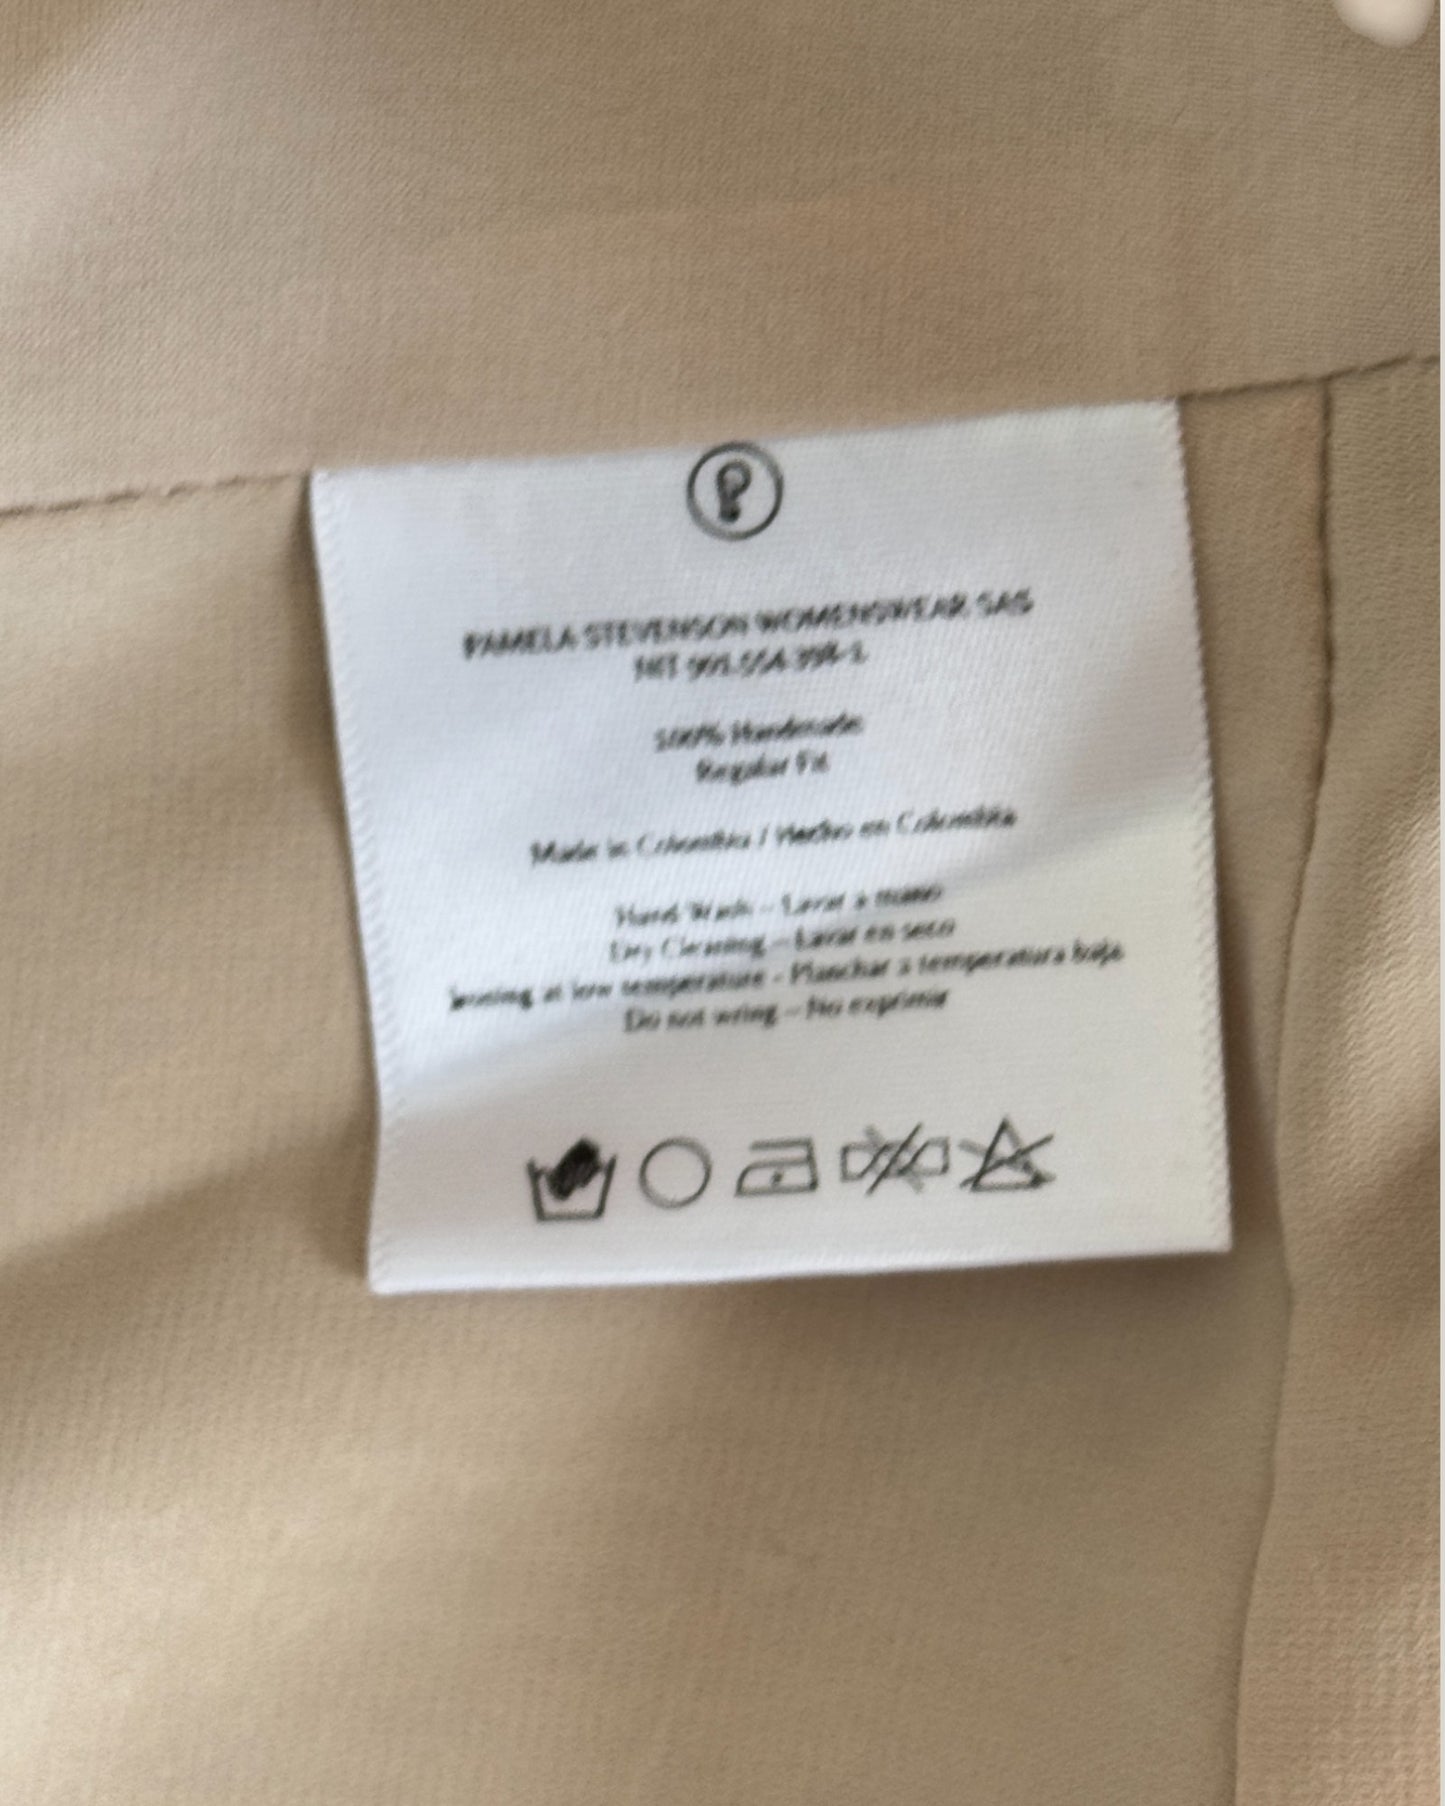 PAMELA STEVENSON WOMENSWEAR SAS
NIT
100% Handmade
Regular Fit
Made in Colombia / Hecho en Colombia
Hand Wash – Lavar a mano
Dry Cleaning – Lavar en seco
Ironing at low temperature - Planchar a temperatura baja
Do not wring – No exprimir